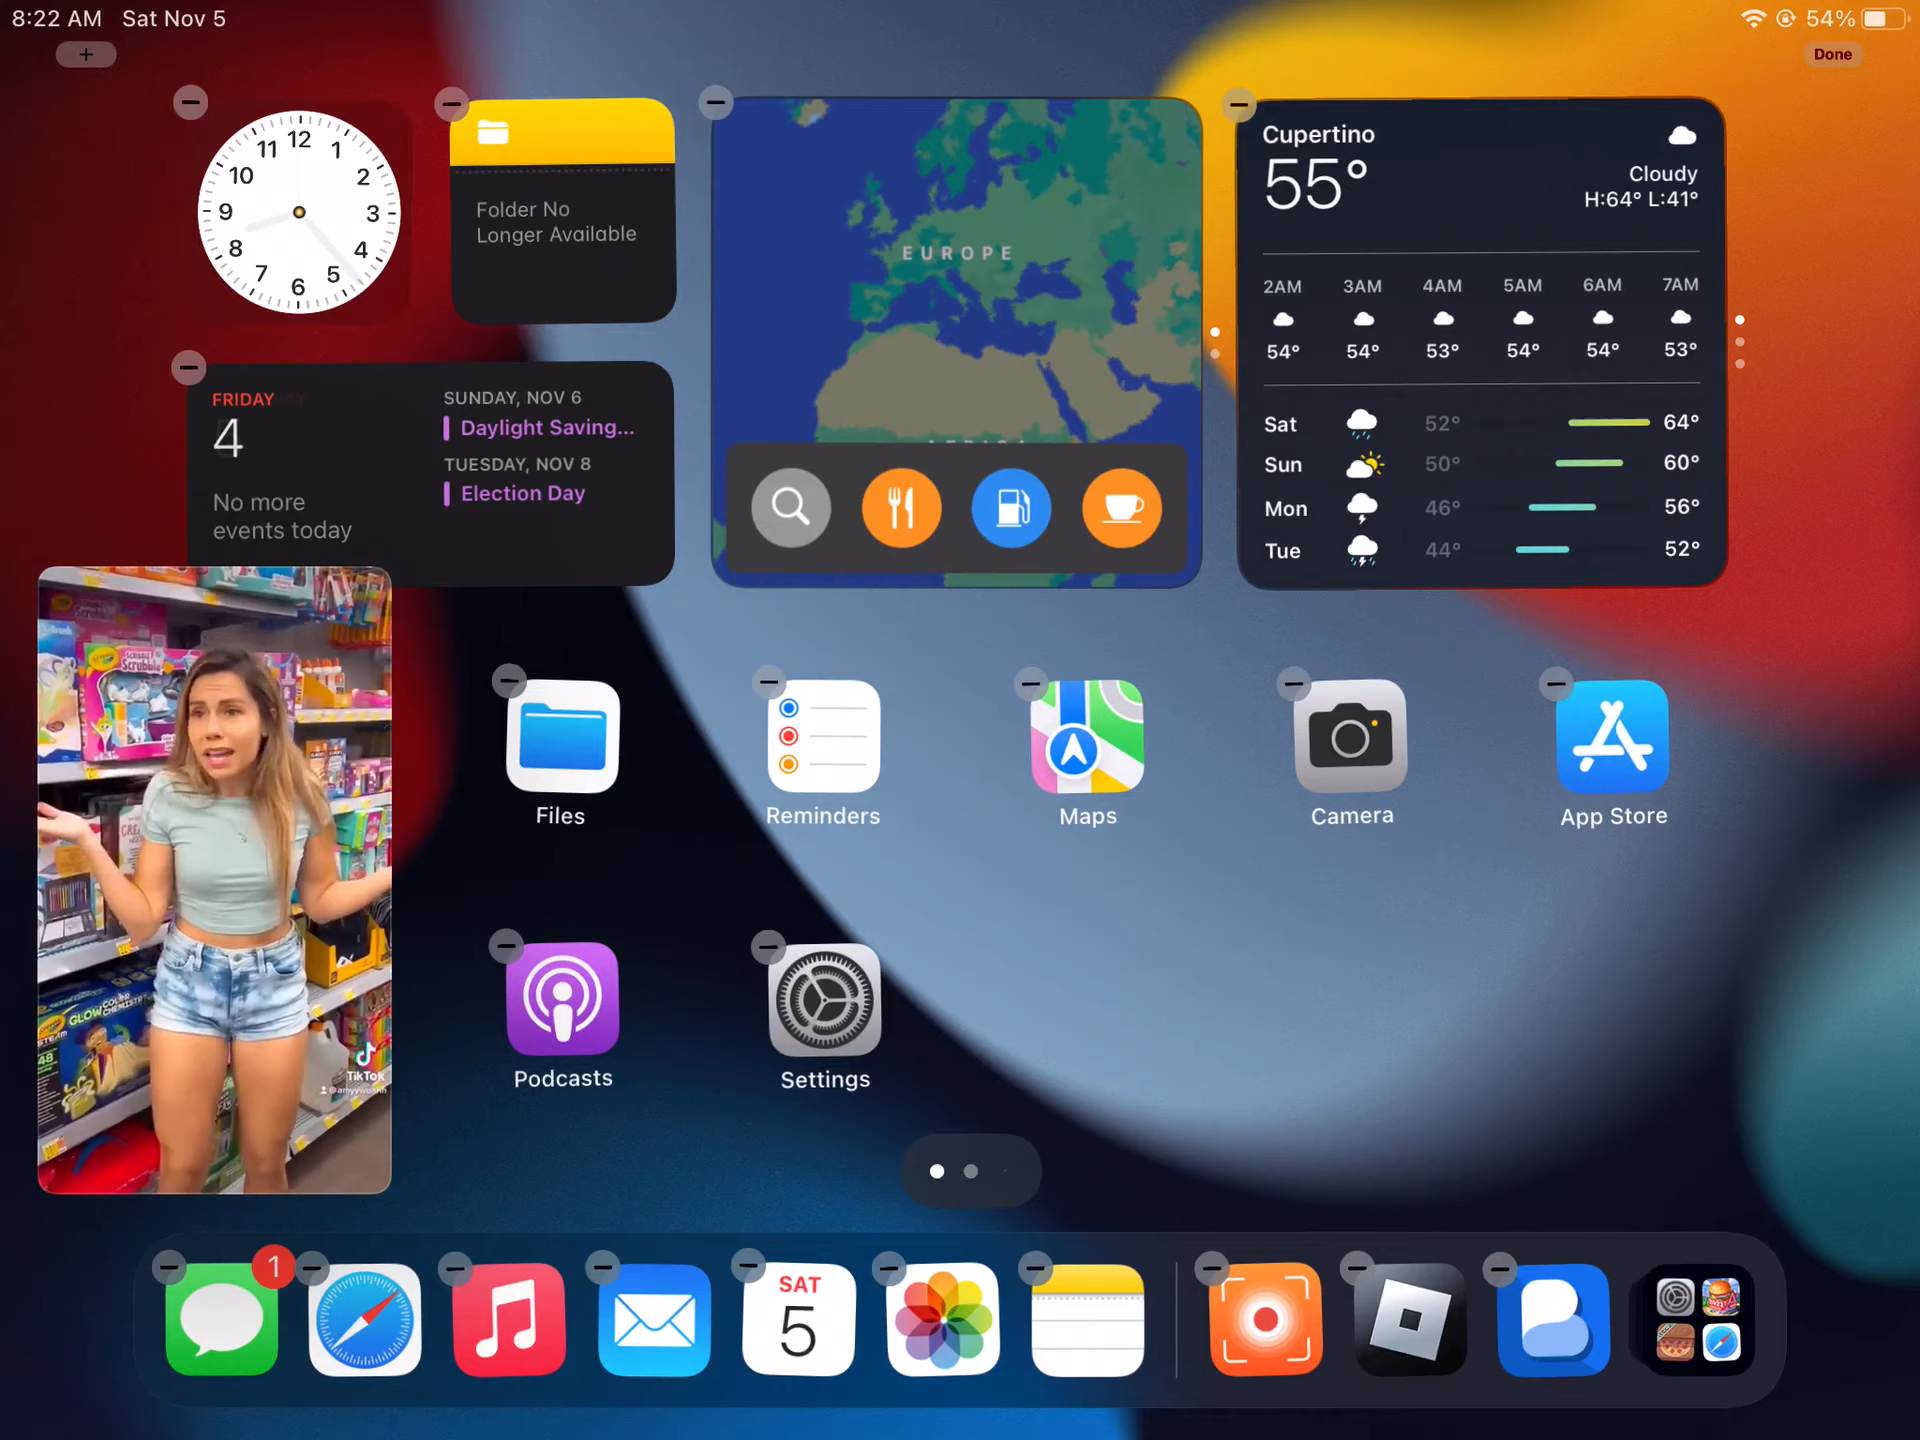 8:22 AM Sat Nov 5
54%
+
Done
12
11 1
10 2
9 3
8 4
7 5
6
Folder No
Longer Available
EUROPE
Cupertino
55°
Cloudy
H:64° L:41°
2AM 3AM 4AM 5AM 6AM 7AM
54° 54° 53° 54° 54° 53°
Sat 52° 64°
Sun 50° 60°
Mon 46° 56°
Tue 44° 52°
FRIDAY
4
No more
events today
SUNDAY, NOV 6
Daylight Saving...
TUESDAY, NOV 8
Election Day
Scrubble
GLOW
TikTok
Files
Reminders
Maps
Camera
App Store
Podcasts
Settings
1
SAT
5